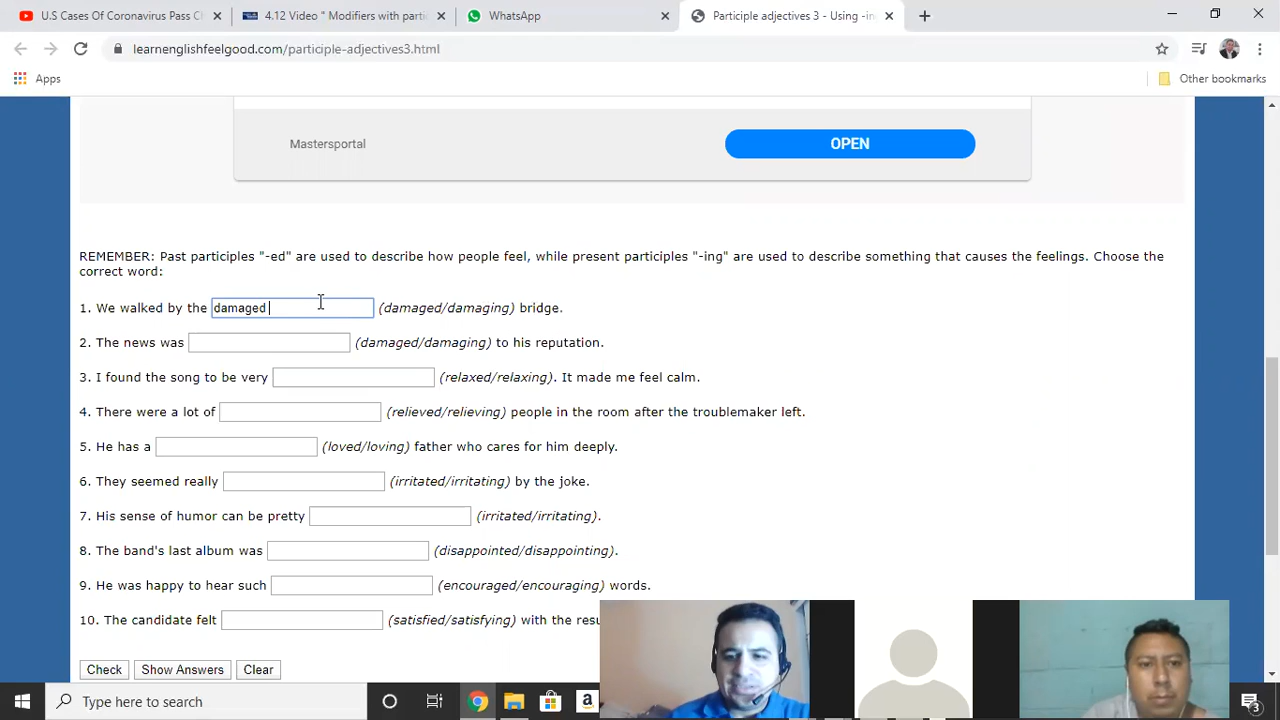 U.S Cases Of Coronavirus Pass C
4.12 Video " Modifiers with parti
WhatsApp
Participle adjectives 3 - Using -in
learnenglishfeelgood.com/participle-adjectives3.html
Apps
Other bookmarks
Mastersportal
OPEN
REMEMBER: Past participles "-ed" are used to describe how people feel, while present participles "-ing" are used to describe something that causes the feelings. Choose the
correct word:
1. We walked by the damaged (damaged/damaging) bridge.
2. The news was (damaged/damaging) to his reputation.
3. I found the song to be very (relaxed/relaxing). It made me feel calm.
4. There were a lot of (relieved/relieving) people in the room after the troublemaker left.
5. He has a (loved/loving) father who cares for him deeply.
6. They seemed really (irritated/irritating) by the joke.
7. His sense of humor can be pretty (irritated/irritating).
8. The band's last album was (disappointed/disappointing).
9. He was happy to hear such (encouraged/encouraging) words.
10. The candidate felt (satisfied/satisfying) with the resu
Check Show Answers Clear
Type here to search
3